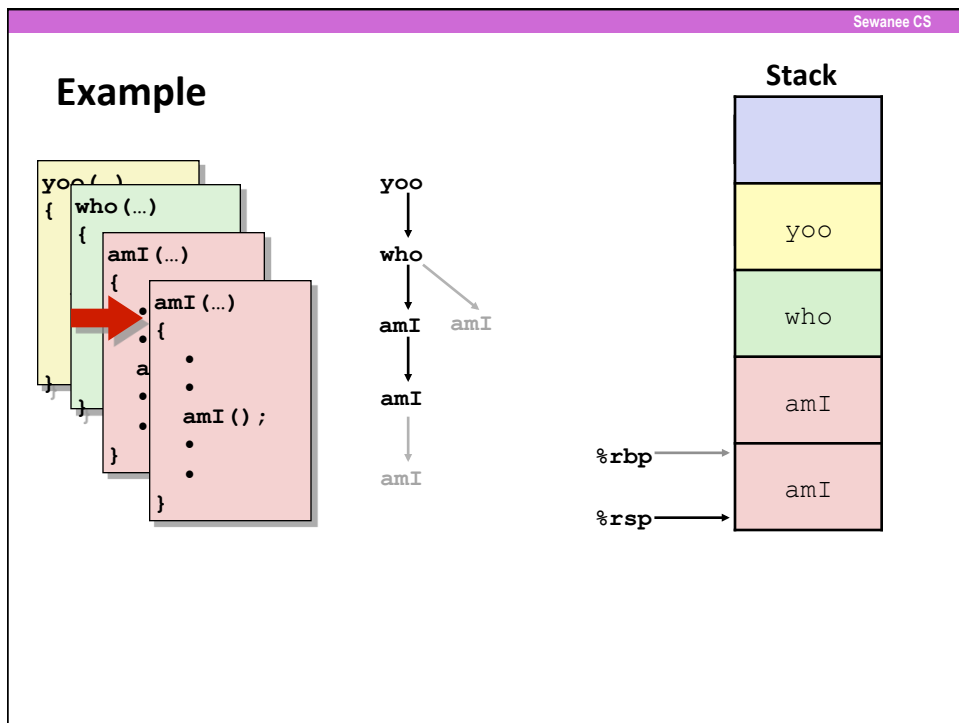 Sewanee CS
Example
Stack
yoo(…)
{
}
who(…)
{
}
amI(…)
{
•
•
a
•
•
}
amI(…)
{
•
•
amI();
•
•
}
yoo
who
amI amI
amI
amI
yoo
who
amI
amI
%rbp
%rsp